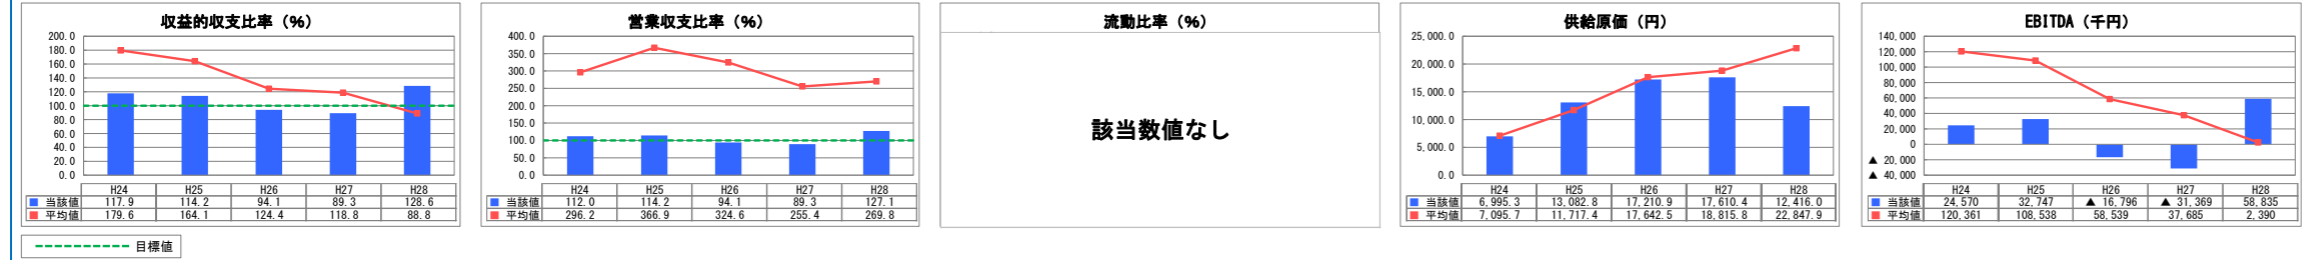 収益的収支比率（%）
200.0
180.0
160.0
140.0
120.0
100.0
80.0
60.0
40.0
20.0
0.0
H24 H25 H26 H27 H28
当該値 117.9 114.2 94.1 89.3 128.6
平均値 179.6 164.1 124.4 118.8 88.8
営業収支比率（%）
400.0
350.0
300.0
250.0
200.0
150.0
100.0
50.0
0.0
H24 H25 H26 H27 H28
当該値 112.0 114.2 94.1 89.3 127.1
平均値 296.2 366.9 324.6 255.4 269.8
流動比率（%）
該当数値なし
供給原価（円）
25,000.0
20,000.0
15,000.0
10,000.0
5,000.0
0.0
H24 H25 H26 H27 H28
当該値 6,995.3 13,082.8 17,210.9 17,610.4 12,416.0
平均値 7,095.7 11,717.4 17,642.5 18,815.8 22,847.9
EBITDA（千円）
140,000
120,000
100,000
80,000
60,000
40,000
20,000
0
▲ 20,000
▲ 40,000
H24 H25 H26 H27 H28
当該値 24,570 32,747 ▲ 16,796 ▲ 31,369 58,835
平均値 120,361 108,538 58,539 37,685 2,390
目標値